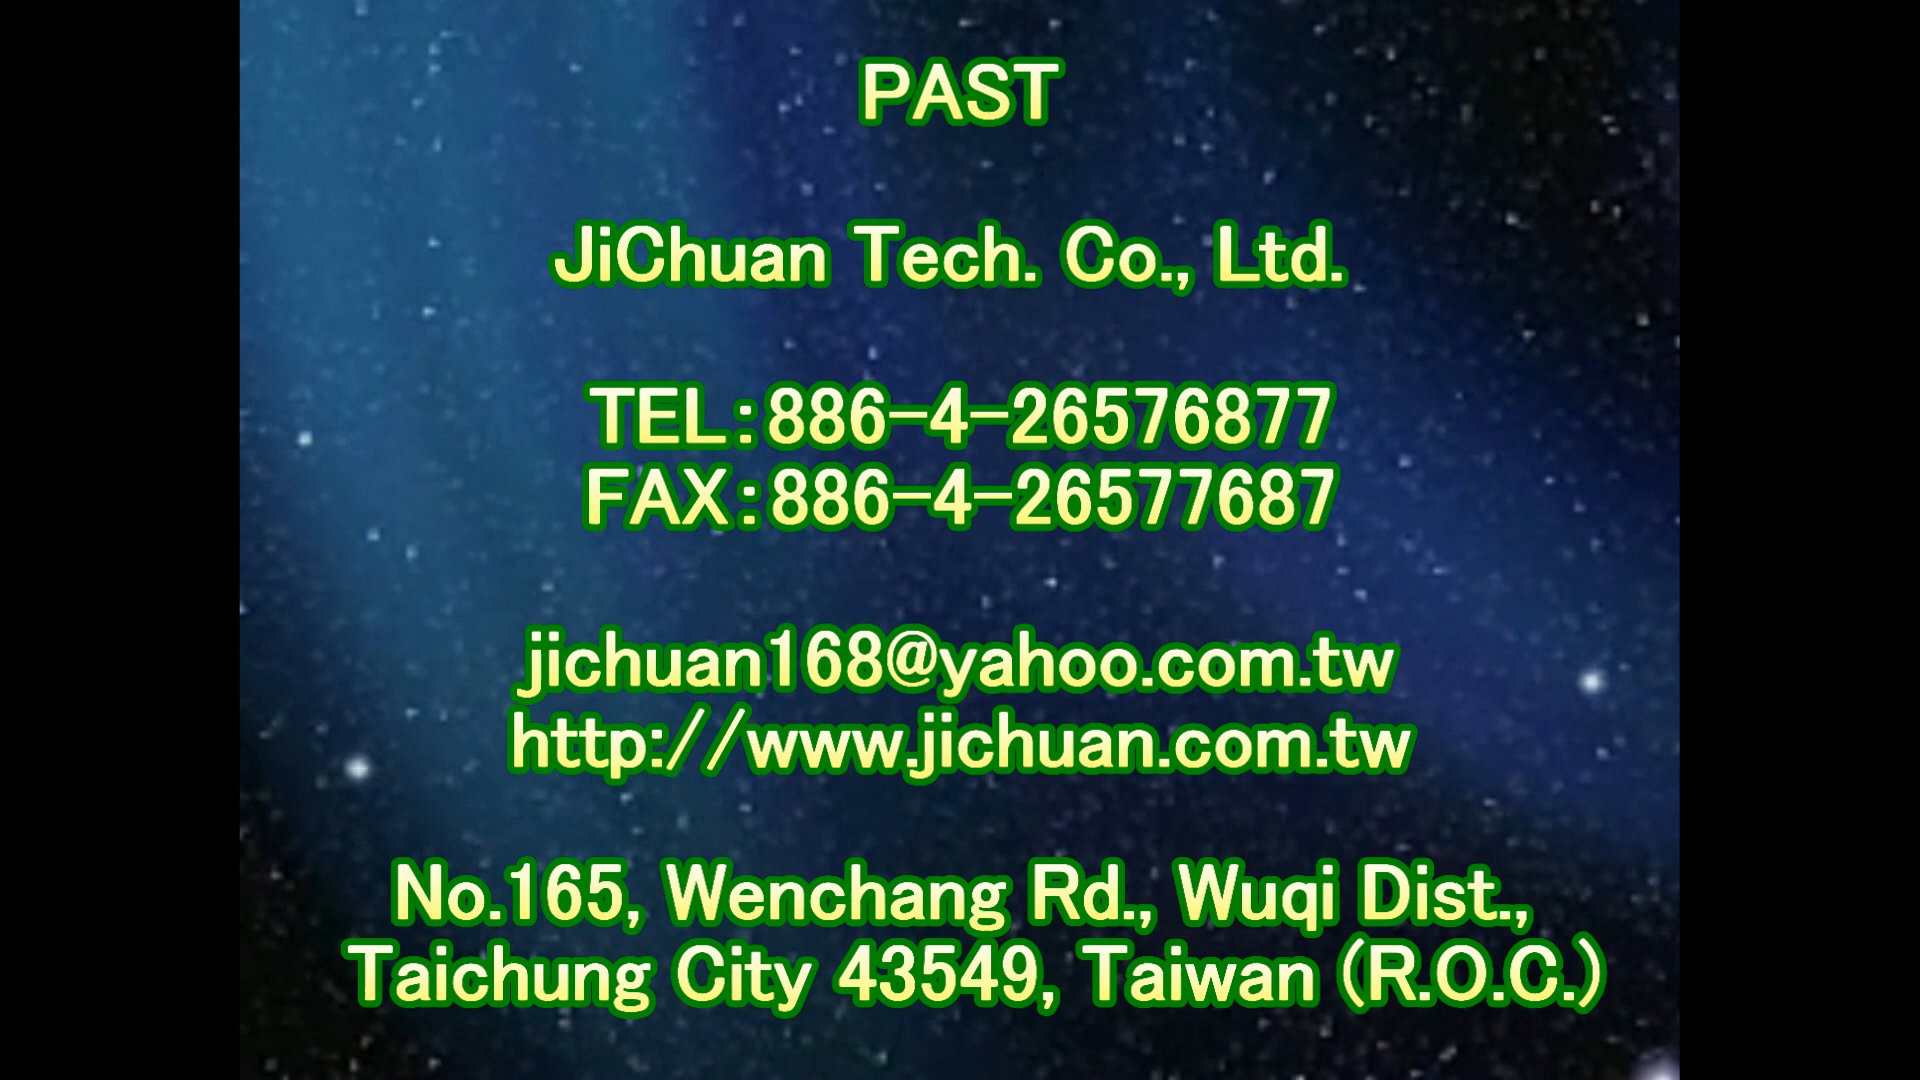 PAST
JiChuan Tech. Co., Ltd.
TEL:886-4-26576877
FAX:886-4-26577687
jichuan168@yahoo.com.tw
http://www.jichuan.com.tw
No.165, Wenchang Rd., Wuqi Dist.,
Taichung City 43549, Taiwan (R.O.C.)